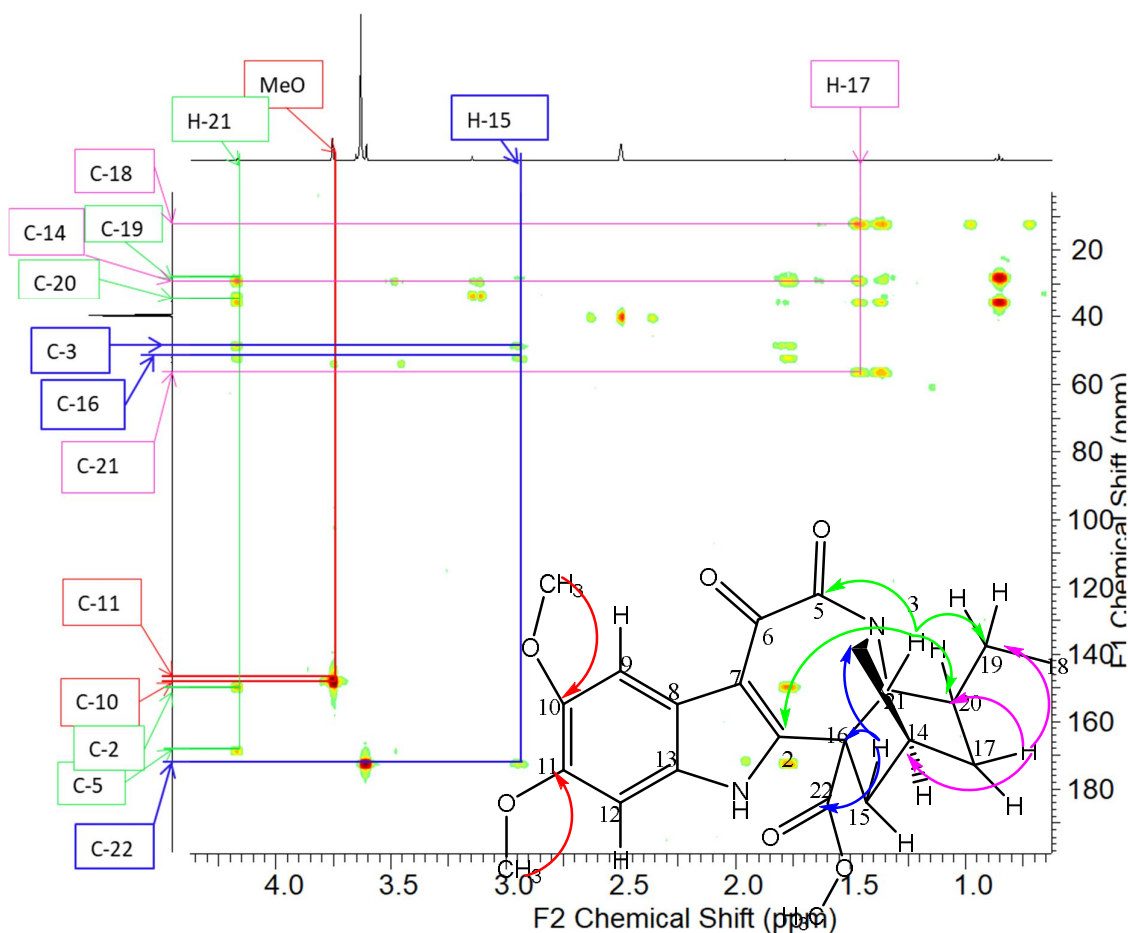 MeO
H-21
H-15
H-17
C-18
C-14
C-19
C-20
C-3
C-16
C-21
C-11
C-10
C-2
C-5
C-22
20
40
60
80
100
120
140
160
180
F1 Chemical Shift (ppm)
4.0
3.5
3.0
2.5
2.0
1.5
1.0
F2 Chemical Shift (ppm)
O
O
CH3
H
5
3
H
H
6
N
H
H
19
18
O
9
7
10
8
21
20
16
14
H
17
H
11
13
2
H
H
O
12
N
H
22
15
O
H
CH3
H
O
H3C